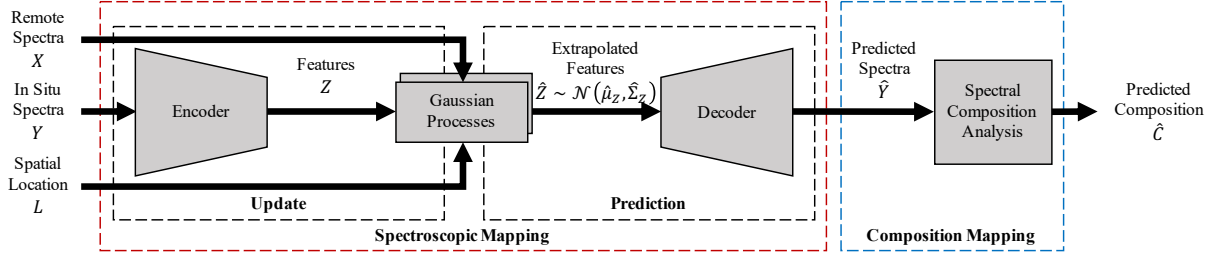 Remote
Spectra
X
In Situ
Spectra
Y
Spatial
Location
L
Encoder
Features
Z
Update
Gaussian
Processes
Extrapolated
Features
Ẑ ~ 𝒩(μ̂_Z, Σ̂_Z)
Decoder
Prediction
Spectroscopic Mapping
Predicted
Spectra
Ŷ
Spectral
Composition
Analysis
Composition Mapping
Predicted
Composition
Ĉ